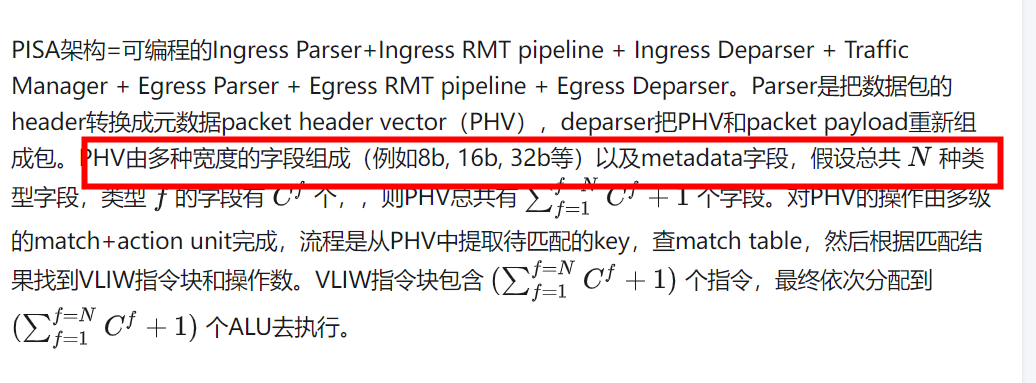 PISA架构=可编程的Ingress Parser+Ingress RMT pipeline + Ingress Deparser + Traffic
Manager + Egress Parser + Egress RMT pipeline + Egress Deparser。Parser是把数据包的
header转换成元数据packet header vector（PHV），deparser把PHV和packet payload重新组
成包。PHV由多种宽度的字段组成（例如8b, 16b, 32b等）以及metadata字段，假设总共 N 种类
型字段，类型 f 的字段有 C^f 个，，则PHV总共有 ∑_{f=1}^{f=N} C^f + 1 个字段。对PHV的操作由多级
的match+action unit完成，流程是从PHV中提取待匹配的key，查match table，然后根据匹配结
果找到VLIW指令块和操作数。VLIW指令块包含 (∑_{f=1}^{f=N} C^f + 1) 个指令，最终依次分配到
(∑_{f=1}^{f=N} C^f + 1) 个ALU去执行。